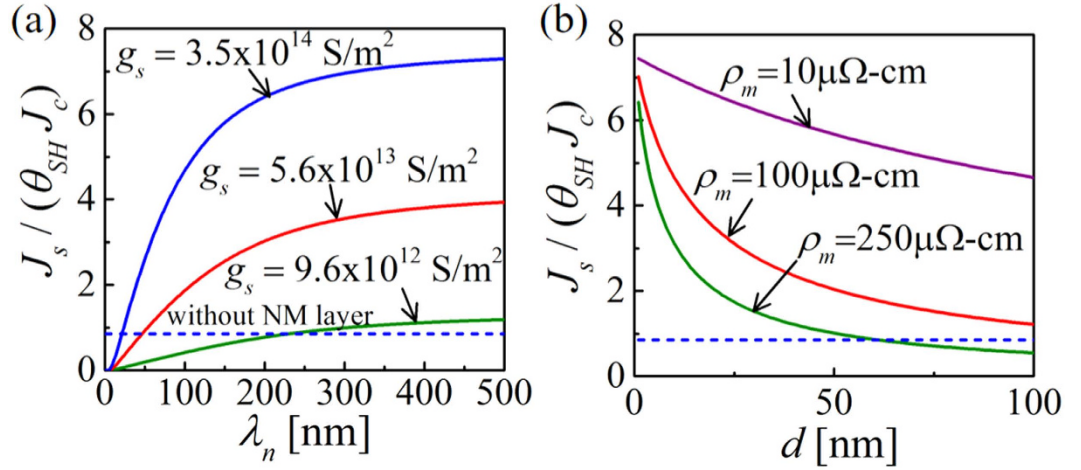 (a)
J_s / (θ_SH J_c)
8
6
4
2
0
g_s = 3.5x10^14 S/m^2
g_s = 5.6x10^13 S/m^2
g_s = 9.6x10^12 S/m^2
without NM layer
0 100 200 300 400 500
λ_n [nm]
(b)
J_s / (θ_SH J_c)
8
6
4
2
0
ρ_m=10μΩ-cm
ρ_m=100μΩ-cm
ρ_m=250μΩ-cm
0 50 100
d [nm]